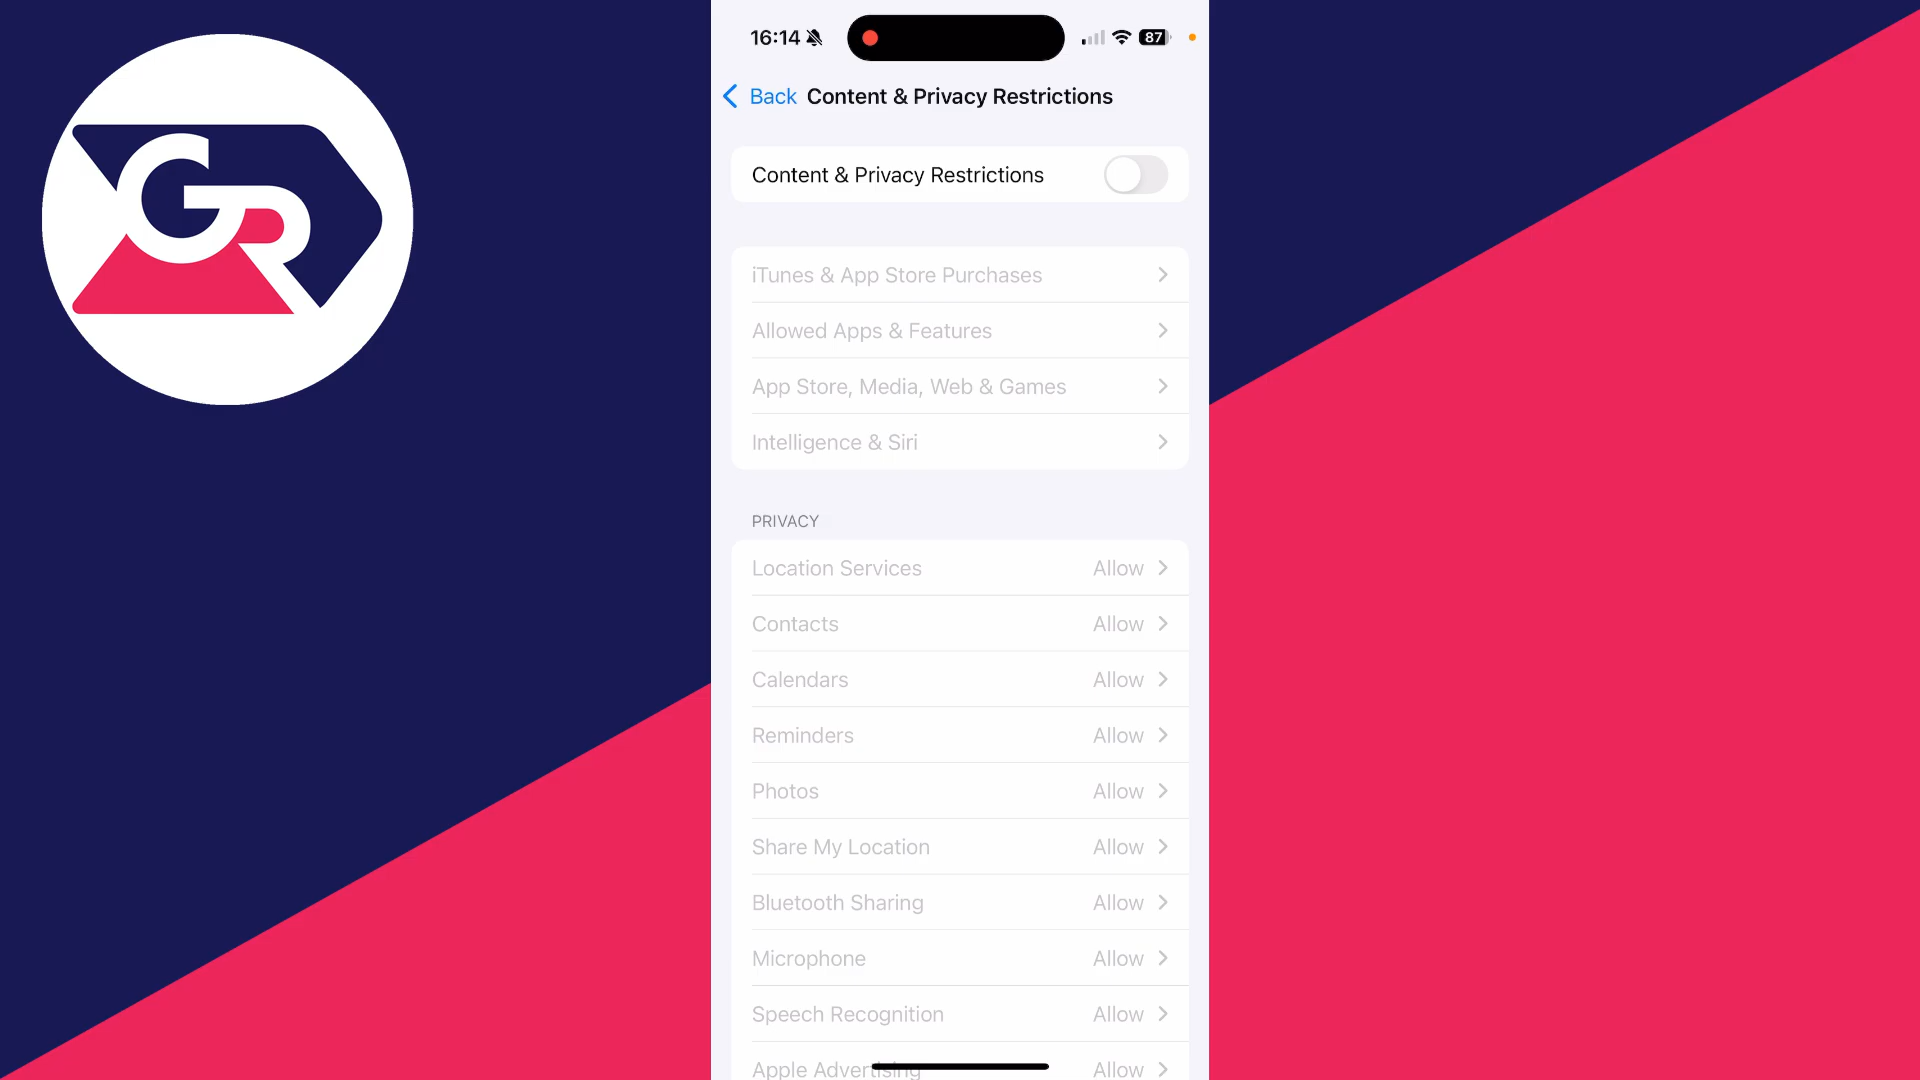 GR
16:14
87
Back Content & Privacy Restrictions
Content & Privacy Restrictions
iTunes & App Store Purchases
Allowed Apps & Features
App Store, Media, Web & Games
Intelligence & Siri
PRIVACY
Location Services Allow
Contacts Allow
Calendars Allow
Reminders Allow
Photos Allow
Share My Location Allow
Bluetooth Sharing Allow
Microphone Allow
Speech Recognition Allow
Apple Advertising Allow